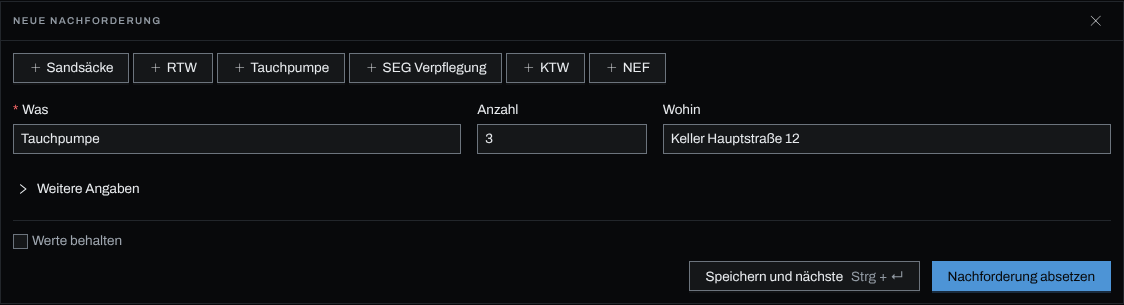 NEUE NACHFORDERUNG
+ Sandsäcke + RTW + Tauchpumpe + SEG Verpflegung + KTW + NEF
* Was Anzahl Wohin
Tauchpumpe 3 Keller Hauptstraße 12
Weitere Angaben
Werte behalten
Speichern und nächste Strg + ↵ Nachforderung absetzen